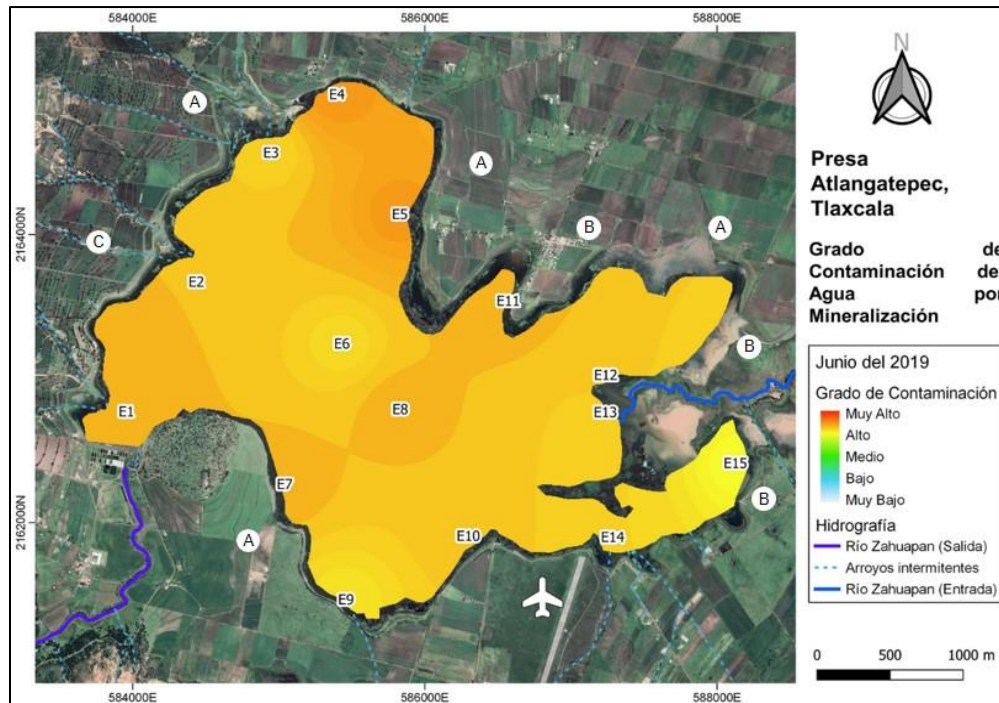 584000E
586000E
588000E
N
Presa
Atlangatepec,
Tlaxcala
Grado de
Contaminación del
Agua por
Mineralización
Junio del 2019
Grado de Contaminación
Muy Alto
Alto
Medio
Bajo
Muy Bajo
Hidrografía
Río Zahuapan (Salida)
Arroyos intermitentes
Río Zahuapan (Entrada)
0 500 1000 m
2164000N
2162000N
A
E4
E3
A
E5
B
A
C
E2
E11
E6
B
E12
E13
E8
E1
E15
E7
B
A
E10
E14
E9
584000E
586000E
588000E